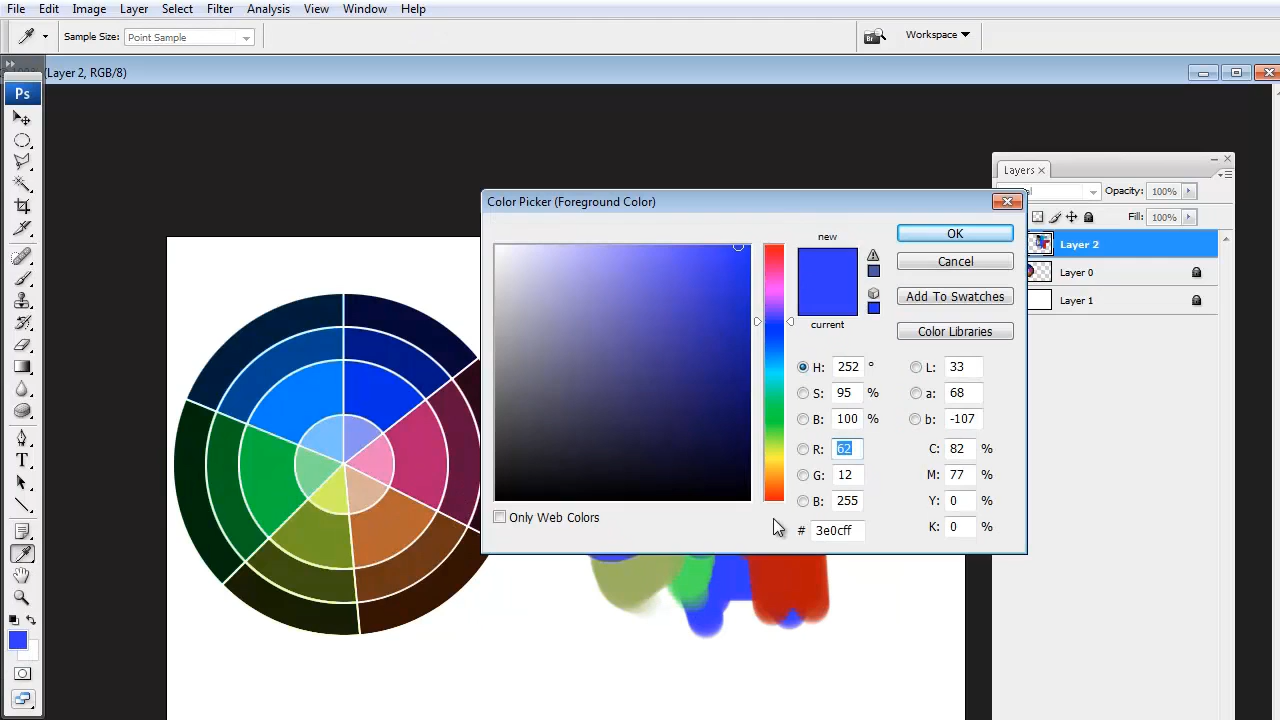 File Edit Image Layer Select Filter Analysis View Window Help
Sample Size: Point Sample
Br Workspace
(Layer 2, RGB/8)
Ps
Color Picker (Foreground Color)
new
current
OK
Cancel
Add To Swatches
Color Libraries
H: 252 °
S: 95 %
B: 100 %
R: 62
G: 12
B: 255
# 3e0cff
L: 33
a: 68
b: -107
C: 82 %
M: 77 %
Y: 0 %
K: 0 %
Only Web Colors
Layers
Opacity: 100%
Fill: 100%
Layer 2
Layer 0
Layer 1
T